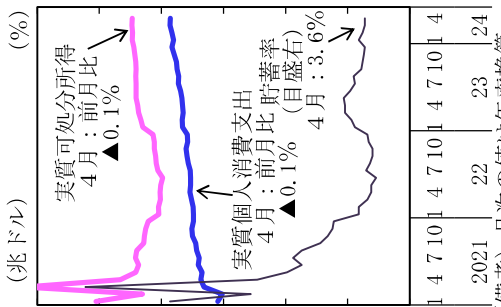 (兆ドル)
(%)
実質可処分所得
4月：前月比
▲0.1%
実質個人消費支出
4月：前月比
▲0.1%
貯蓄率
(目盛右)
4月：3.6%
1 4 7 10 1 4 7 10 1 4 7 10 1 4
2021 22 23 24